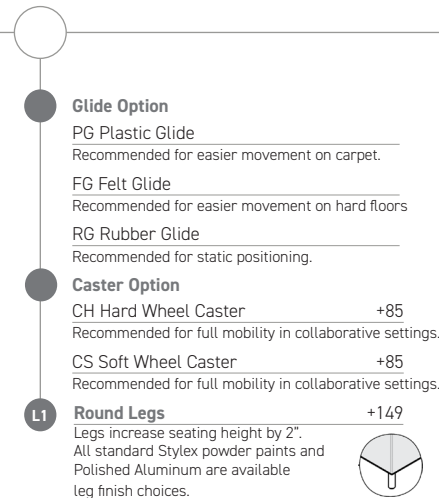 Glide Option
PG Plastic Glide
Recommended for easier movement on carpet.
FG Felt Glide
Recommended for easier movement on hard floors
RG Rubber Glide
Recommended for static positioning.
Caster Option
CH Hard Wheel Caster +85
Recommended for full mobility in collaborative settings.
CS Soft Wheel Caster +85
Recommended for full mobility in collaborative settings.
L1 Round Legs +149
Legs increase seating height by 2".
All standard Stylex powder paints and
Polished Aluminum are available
leg finish choices.